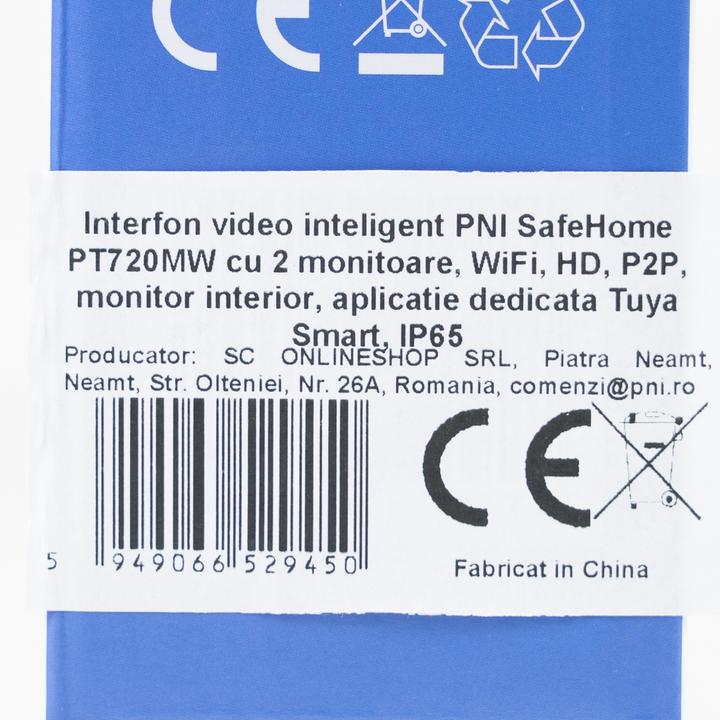 CE
Interfon video inteligent PNI SafeHome
PT720MW cu 2 monitoare, WiFi, HD, P2P,
monitor interior, aplicatie dedicata Tuya
Smart, IP65
Producator: SC ONLINESHOP SRL, Piatra Neamt,
Neamt, Str. Olteniei, Nr. 26A, Romania, comenzi@pni.ro
CE
5 949066 529450
Fabricat in China